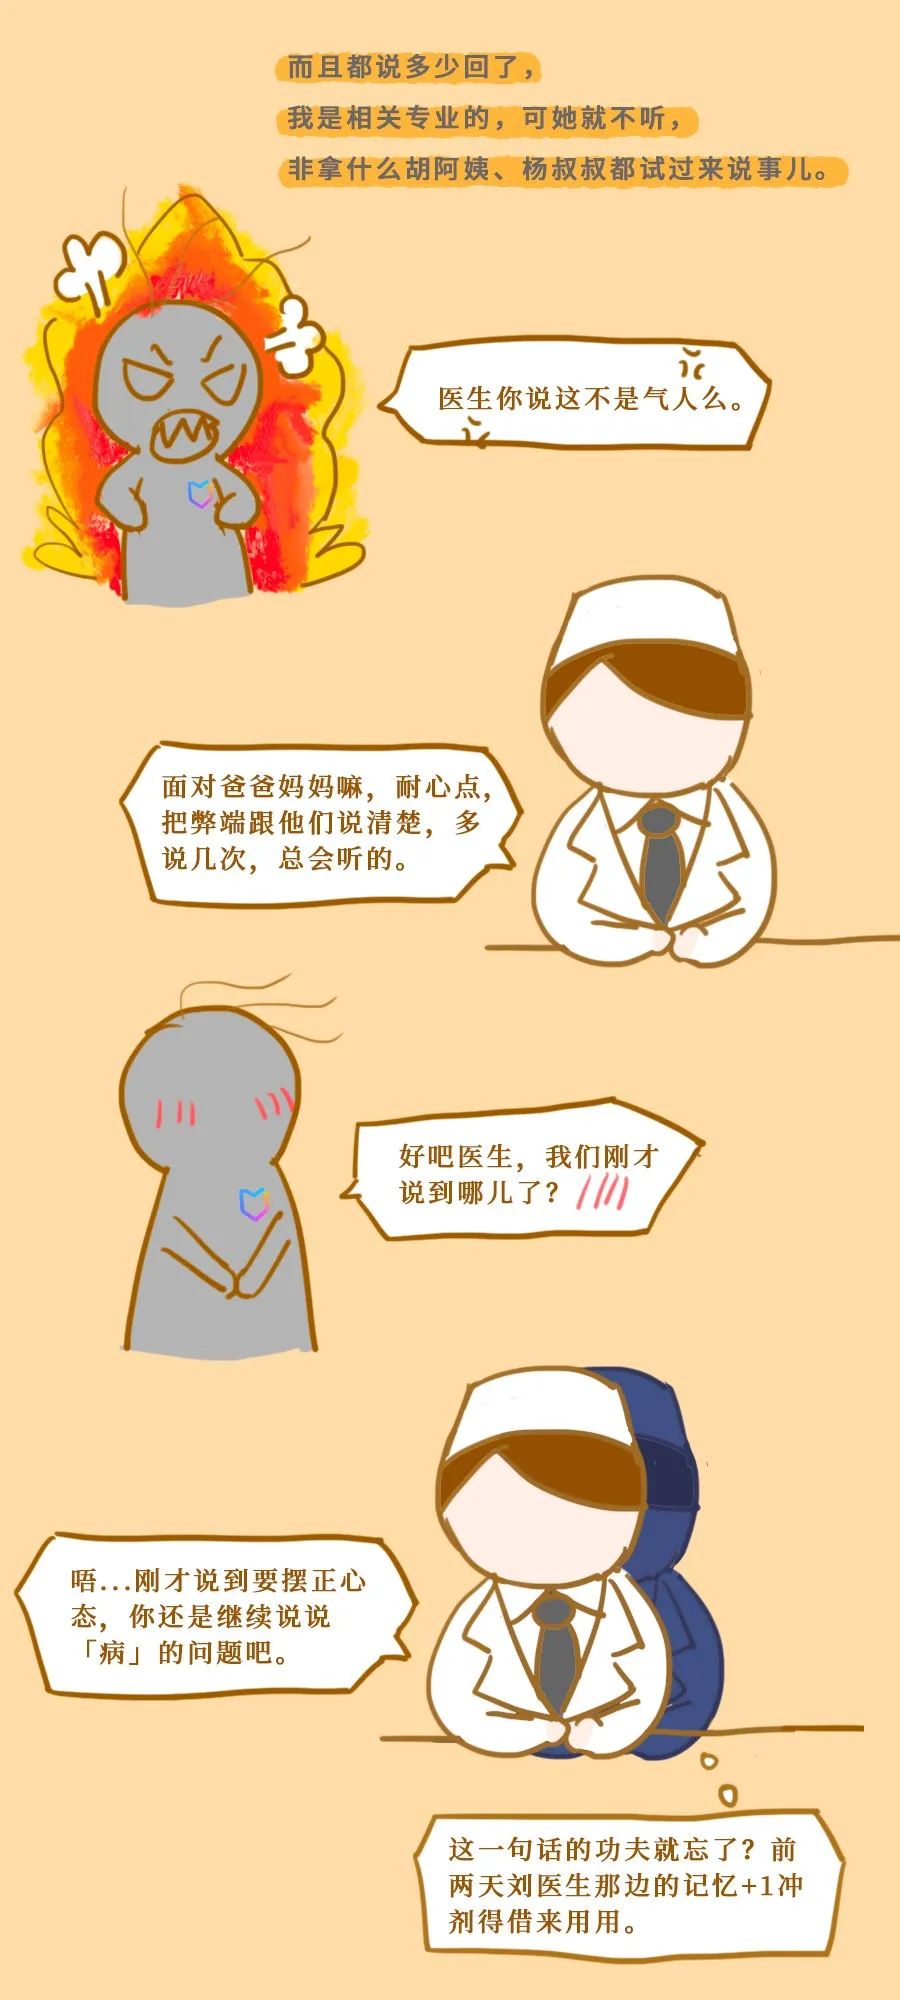 而且都说多少回了，
我是相关专业的，可她就不听，
非拿什么胡阿姨、杨叔叔都试过来说事儿。
医生你说这不是气人么。
面对爸爸妈妈嘛，耐心点，
把弊端跟他们说清楚，多
说几次，总会听的。
好吧医生，我们刚才
说到哪儿了？
唔...刚才说到要摆正心
态，你还是继续说说
「病」的问题吧。
这一句话的功夫就忘了？前
两天刘医生那边的记忆+1冲
剂得借来用用。